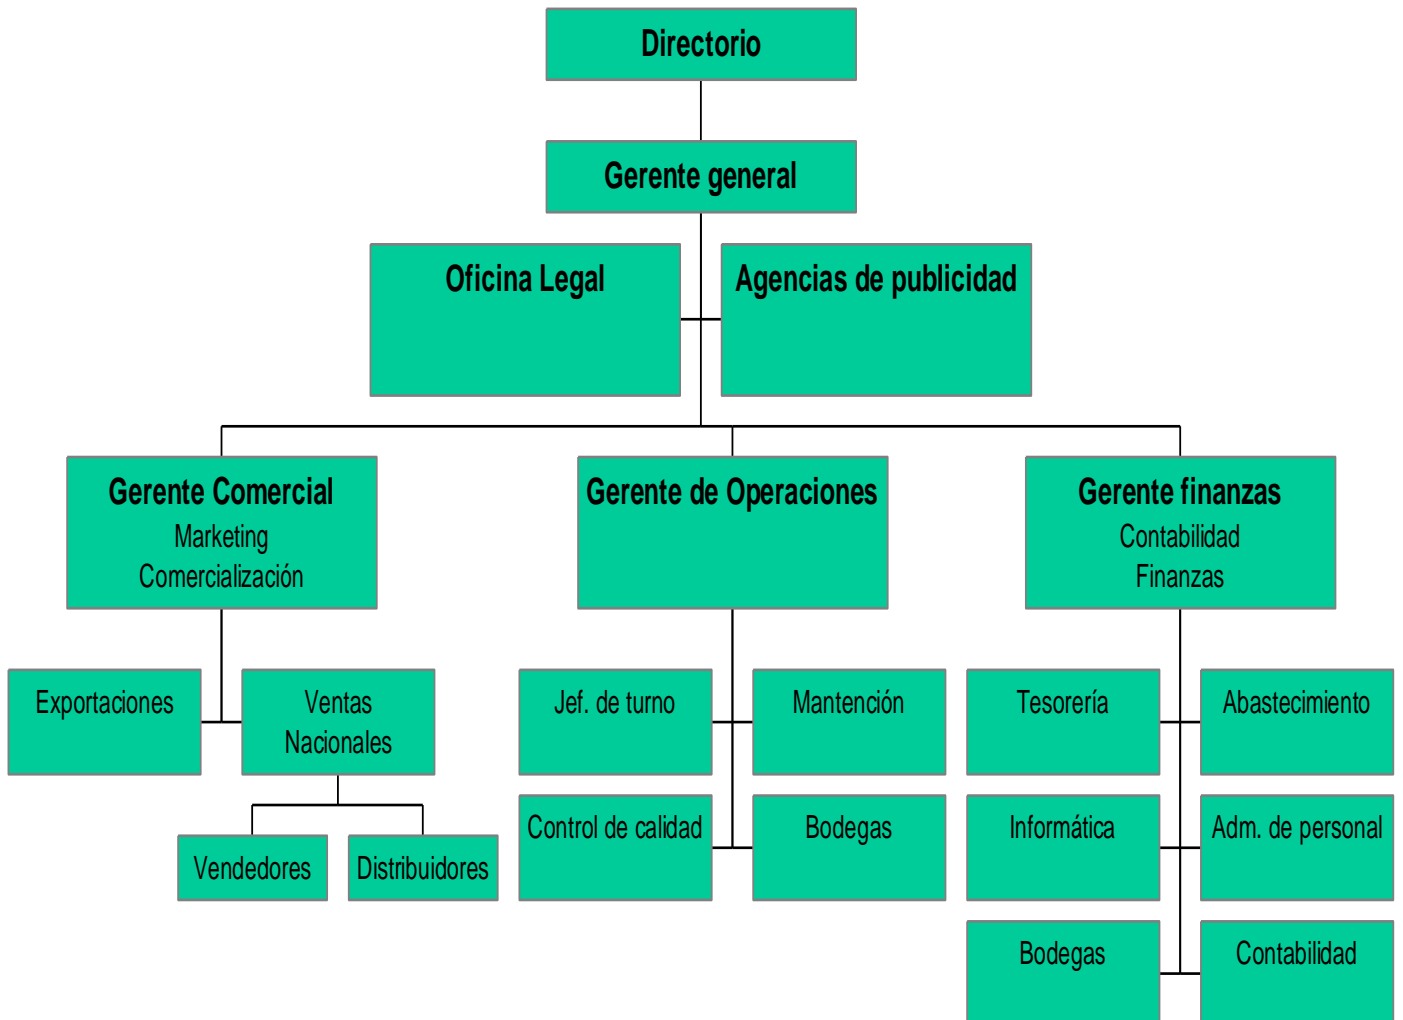 Directorio
Gerente general
Oficina Legal
Agencias de publicidad
Gerente Comercial
Marketing
Comercialización
Gerente de Operaciones
Gerente finanzas
Contabilidad
Finanzas
Exportaciones
Ventas
Nacionales
Vendedores
Distribuidores
Jef. de turno
Mantención
Control de calidad
Bodegas
Tesorería
Abastecimiento
Informática
Adm. de personal
Bodegas
Contabilidad